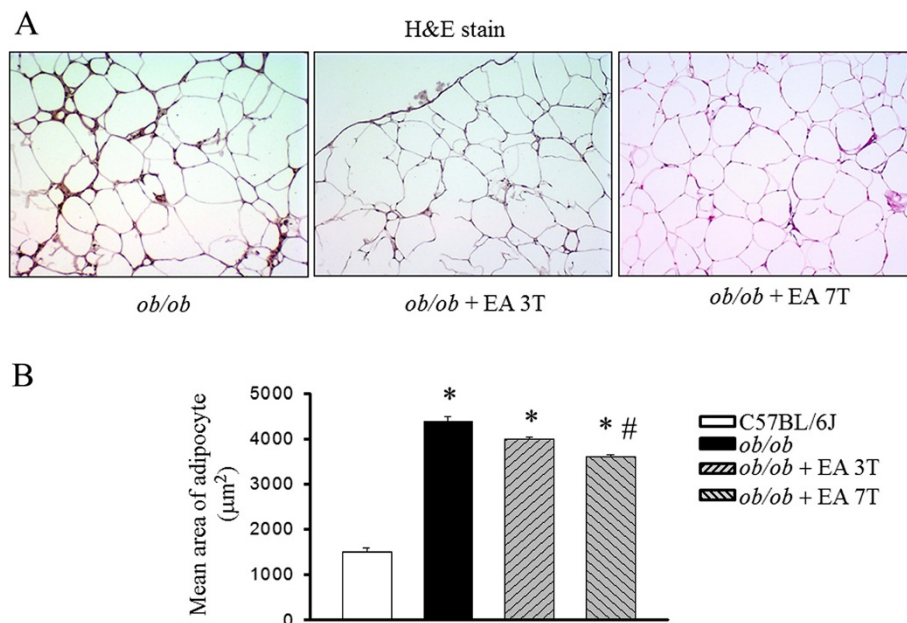 A
H&E stain
ob/ob
ob/ob + EA 3T
ob/ob + EA 7T
B
Mean area of adipocyte
(μm²)
5000
4000
3000
2000
1000
0
*
*
* #
C57BL/6J
ob/ob
ob/ob + EA 3T
ob/ob + EA 7T